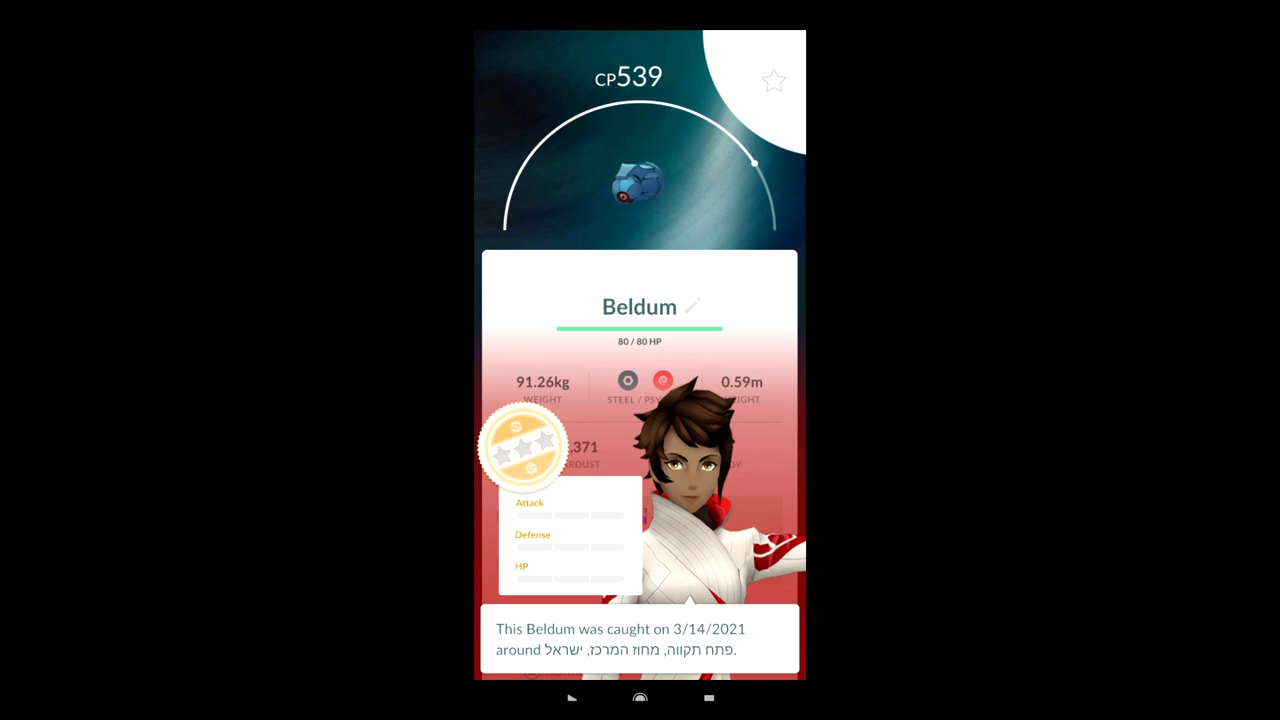 CP539
Beldum
80 / 80 HP
91.26kg
WEIGHT
STEEL / PSY
0.59m
,371
Attack
Defense
HP
This Beldum was caught on 3/14/2021
around פתח תקווה, מחוז המרכז, ישראל.